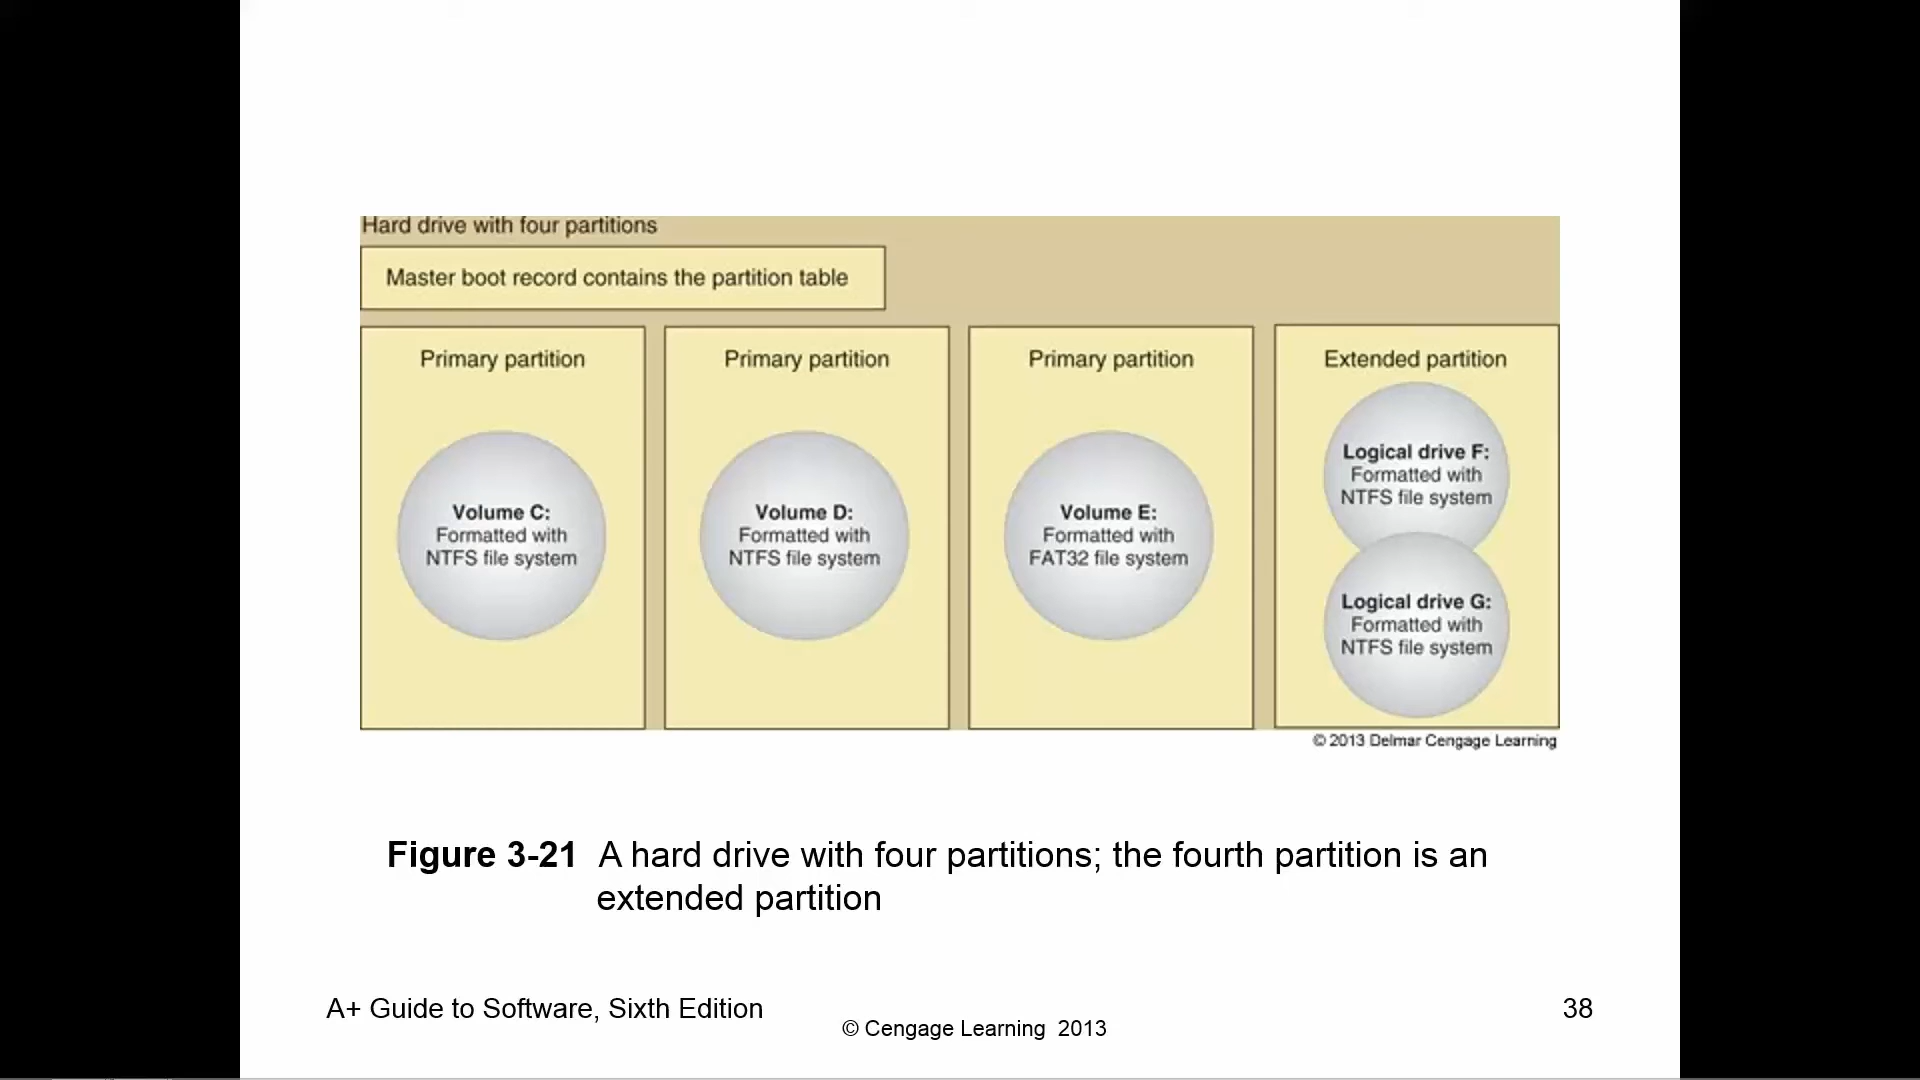 Hard drive with four partitions
Master boot record contains the partition table
Primary partition
Volume C:
Formatted with
NTFS file system
Primary partition
Volume D:
Formatted with
NTFS file system
Primary partition
Volume E:
Formatted with
FAT32 file system
Extended partition
Logical drive F:
Formatted with
NTFS file system
Logical drive G:
Formatted with
NTFS file system
© 2013 Delmar Cengage Learning
Figure 3-21 A hard drive with four partitions; the fourth partition is an
extended partition
A+ Guide to Software, Sixth Edition
© Cengage Learning 2013
38